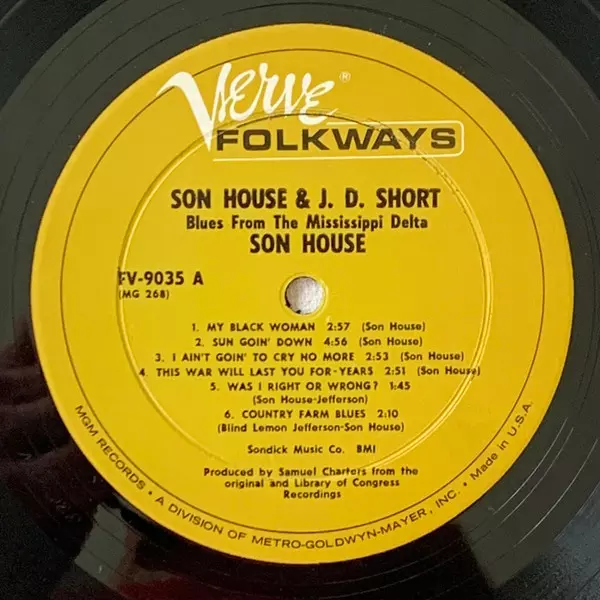 Verve®
FOLKWAYS
SON HOUSE & J. D. SHORT
Blues From The Mississippi Delta
SON HOUSE
FV-9035 A
(MG 268)
1. MY BLACK WOMAN 2:57 (Son House)
2. SUN GOIN' DOWN 4:56 (Son House)
3. I AIN'T GOIN' TO CRY NO MORE 2:53 (Son House)
4. THIS WAR WILL LAST YOU FOR-YEARS 2:51 (Son House)
5. WAS I RIGHT OR WRONG? 1:45
(Son House-Jefferson)
6. COUNTRY FARM BLUES 2:10
(Blind Lemon Jefferson-Son House)
Sondick Music Co. BMI
Produced by Samuel Charters from the
original and Library of Congress
Recordings
MGM RECORDS • A DIVISION OF METRO-GOLDWYN-MAYER, INC. • Made in U.S.A.